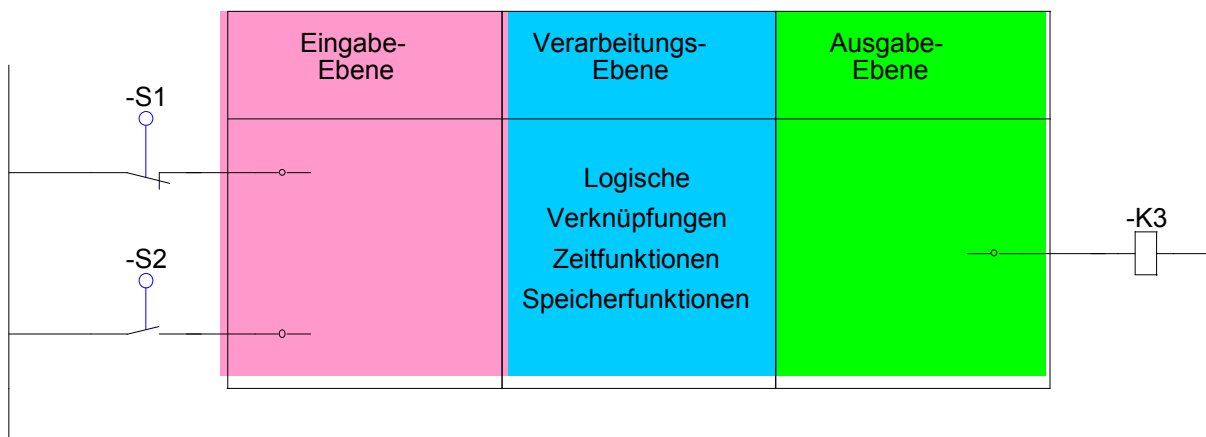 Eingabe-
Ebene
Verarbeitungs-
Ebene
Ausgabe-
Ebene
-S1
Logische
Verknüpfungen
-K3
-S2
Zeitfunktionen
Speicherfunktionen